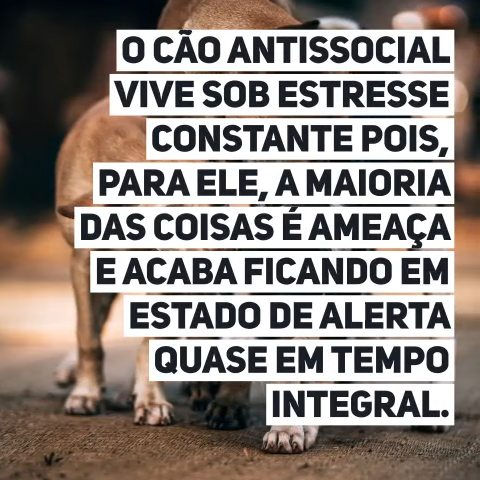 O CÃO ANTISSOCIAL
VIVE SOB ESTRESSE
CONSTANTE POIS,
PARA ELE, A MAIORIA
DAS COISAS É AMEAÇA
E ACABA FICANDO EM
ESTADO DE ALERTA
QUASE EM TEMPO
INTEGRAL.